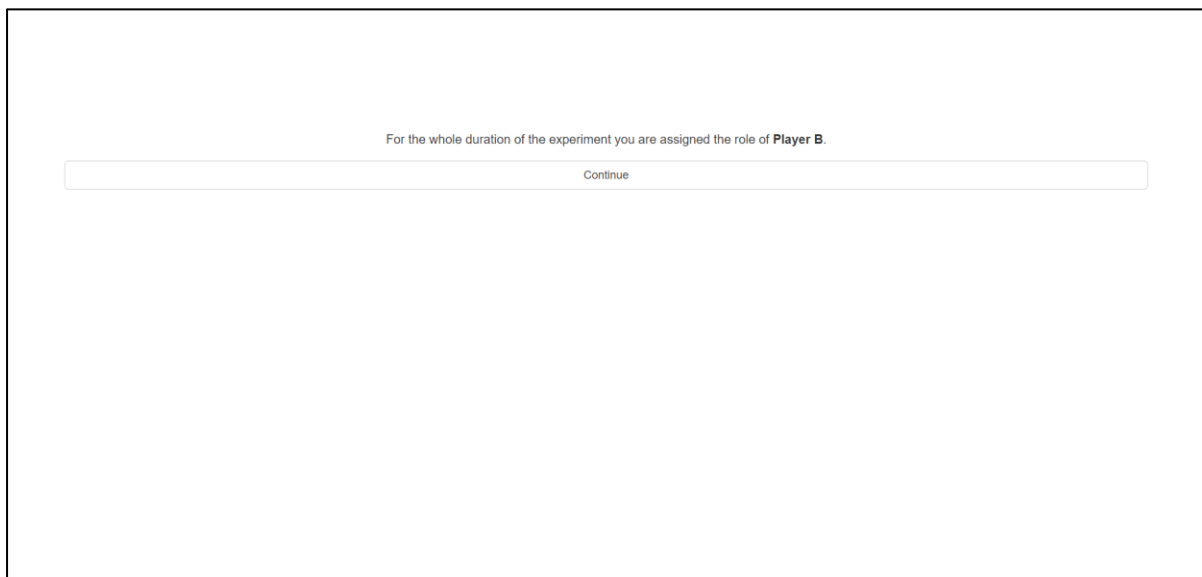 For the whole duration of the experiment you are assigned the role of Player B.
Continue